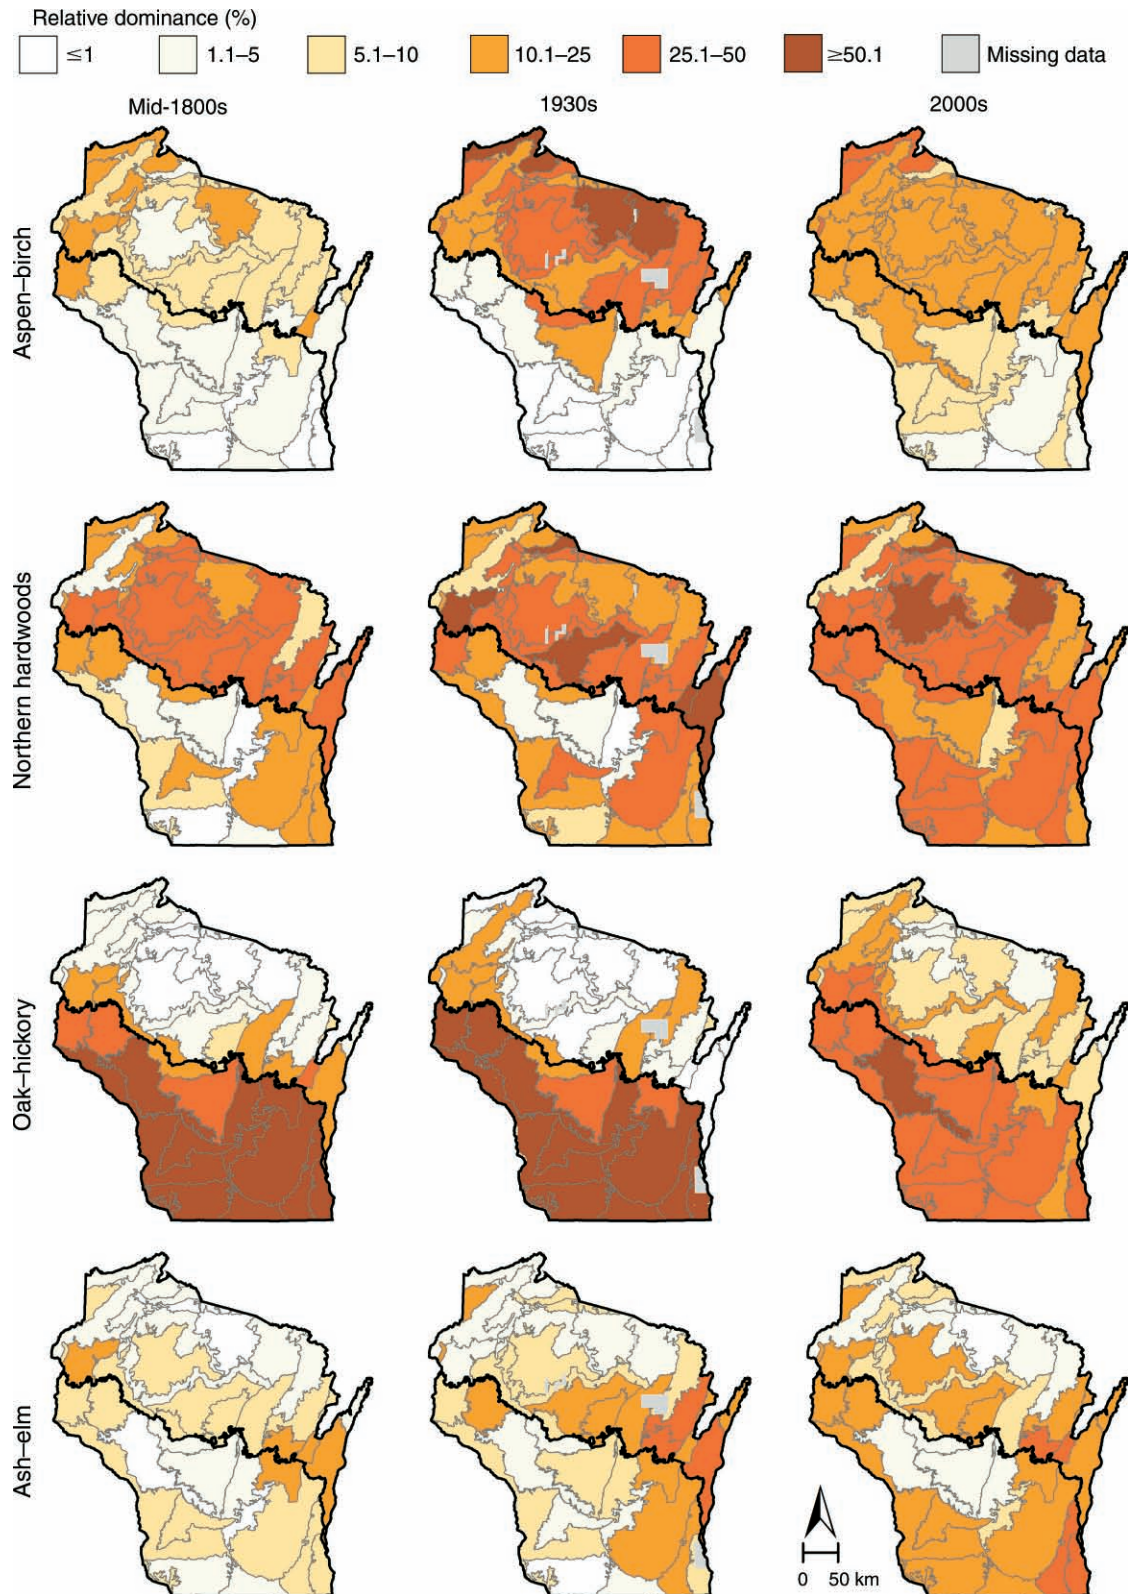 Relative dominance (%)
≤1 1.1–5 5.1–10 10.1–25 25.1–50 ≥50.1 Missing data
Mid-1800s 1930s 2000s
Aspen–birch
Northern hardwoods
Oak–hickory
Ash–elm
0 50 km